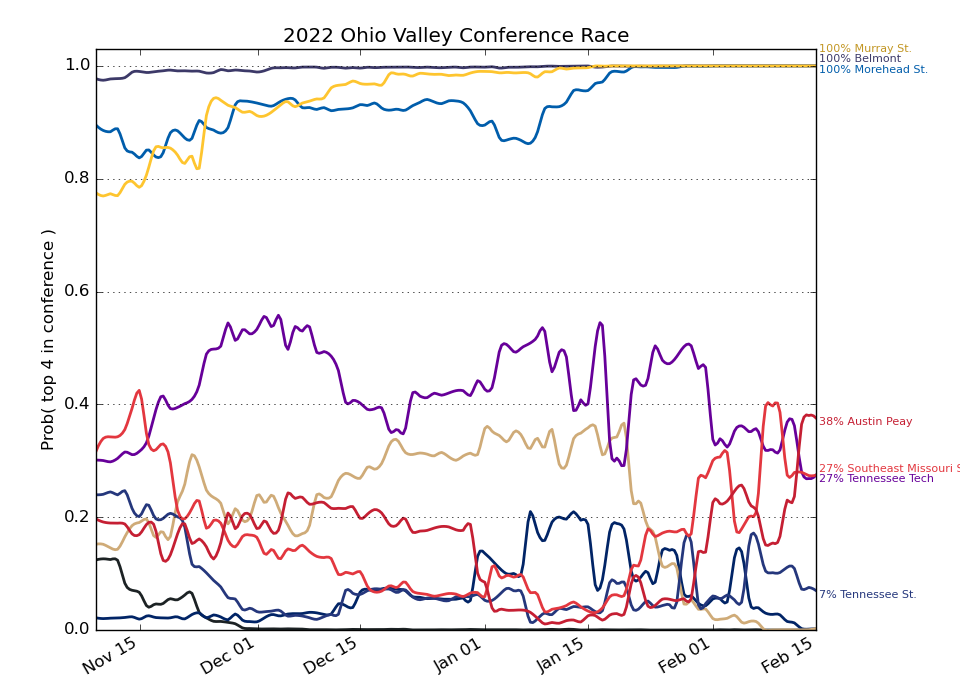 2022 Ohio Valley Conference Race
100% Murray St.
100% Belmont
100% Morehead St.
1.0
0.8
0.6
0.4
0.2
0.0
Prob( top 4 in conference )
38% Austin Peay
27% Southeast Missouri S
27% Tennessee Tech
7% Tennessee St.
Nov 15
Dec 01
Dec 15
Jan 01
Jan 15
Feb 01
Feb 15